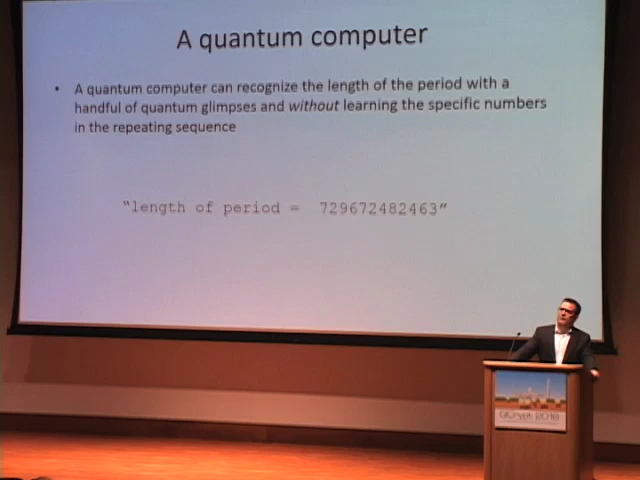 A quantum computer
• A quantum computer can recognize the length of the period with a
handful of quantum glimpses and without learning the specific numbers
in the repeating sequence
"length of period = 729672482463"